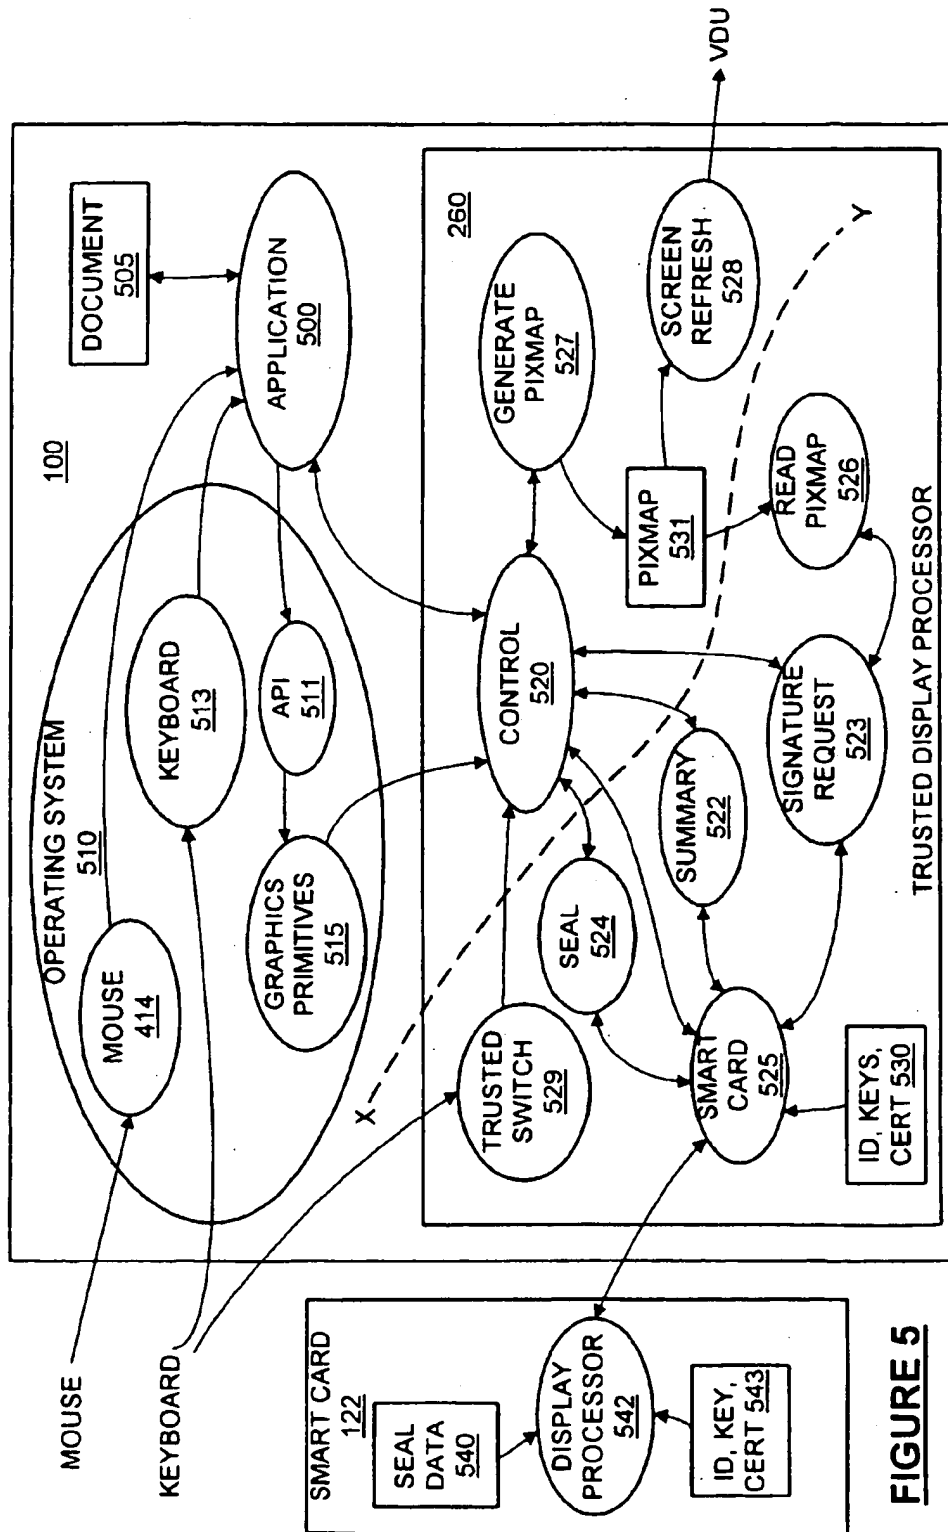 MOUSE
KEYBOARD
100
OPERATING SYSTEM
510
MOUSE
414
KEYBOARD
513
GRAPHICS
PRIMITIVES
515
API
511
APPLICATION
500
DOCUMENT
505
X
260
TRUSTED
SWITCH
529
SEAL
524
CONTROL
520
GENERATE
PIXMAP
527
PIXMAP
531
SCREEN
REFRESH
528
VDU
Y
SMART
CARD
525
SUMMARY
522
SIGNATURE
REQUEST
523
READ
PIXMAP
526
ID, KEYS,
CERT 530
TRUSTED DISPLAY PROCESSOR
SMART CARD
122
SEAL
DATA
540
DISPLAY
PROCESSOR
542
ID, KEY,
CERT 543
FIGURE 5